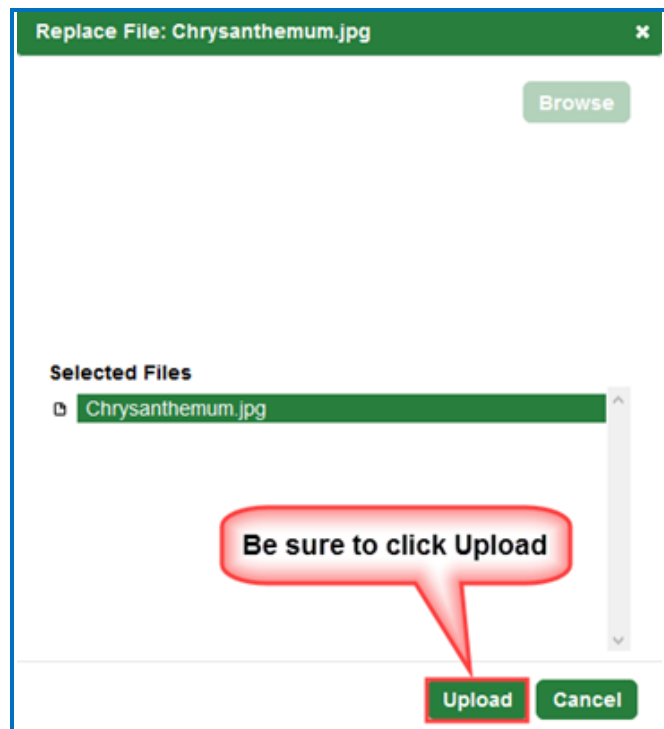 Replace File: Chrysanthemum.jpg
Browse
Selected Files
Chrysanthemum.jpg
Be sure to click Upload
Upload Cancel